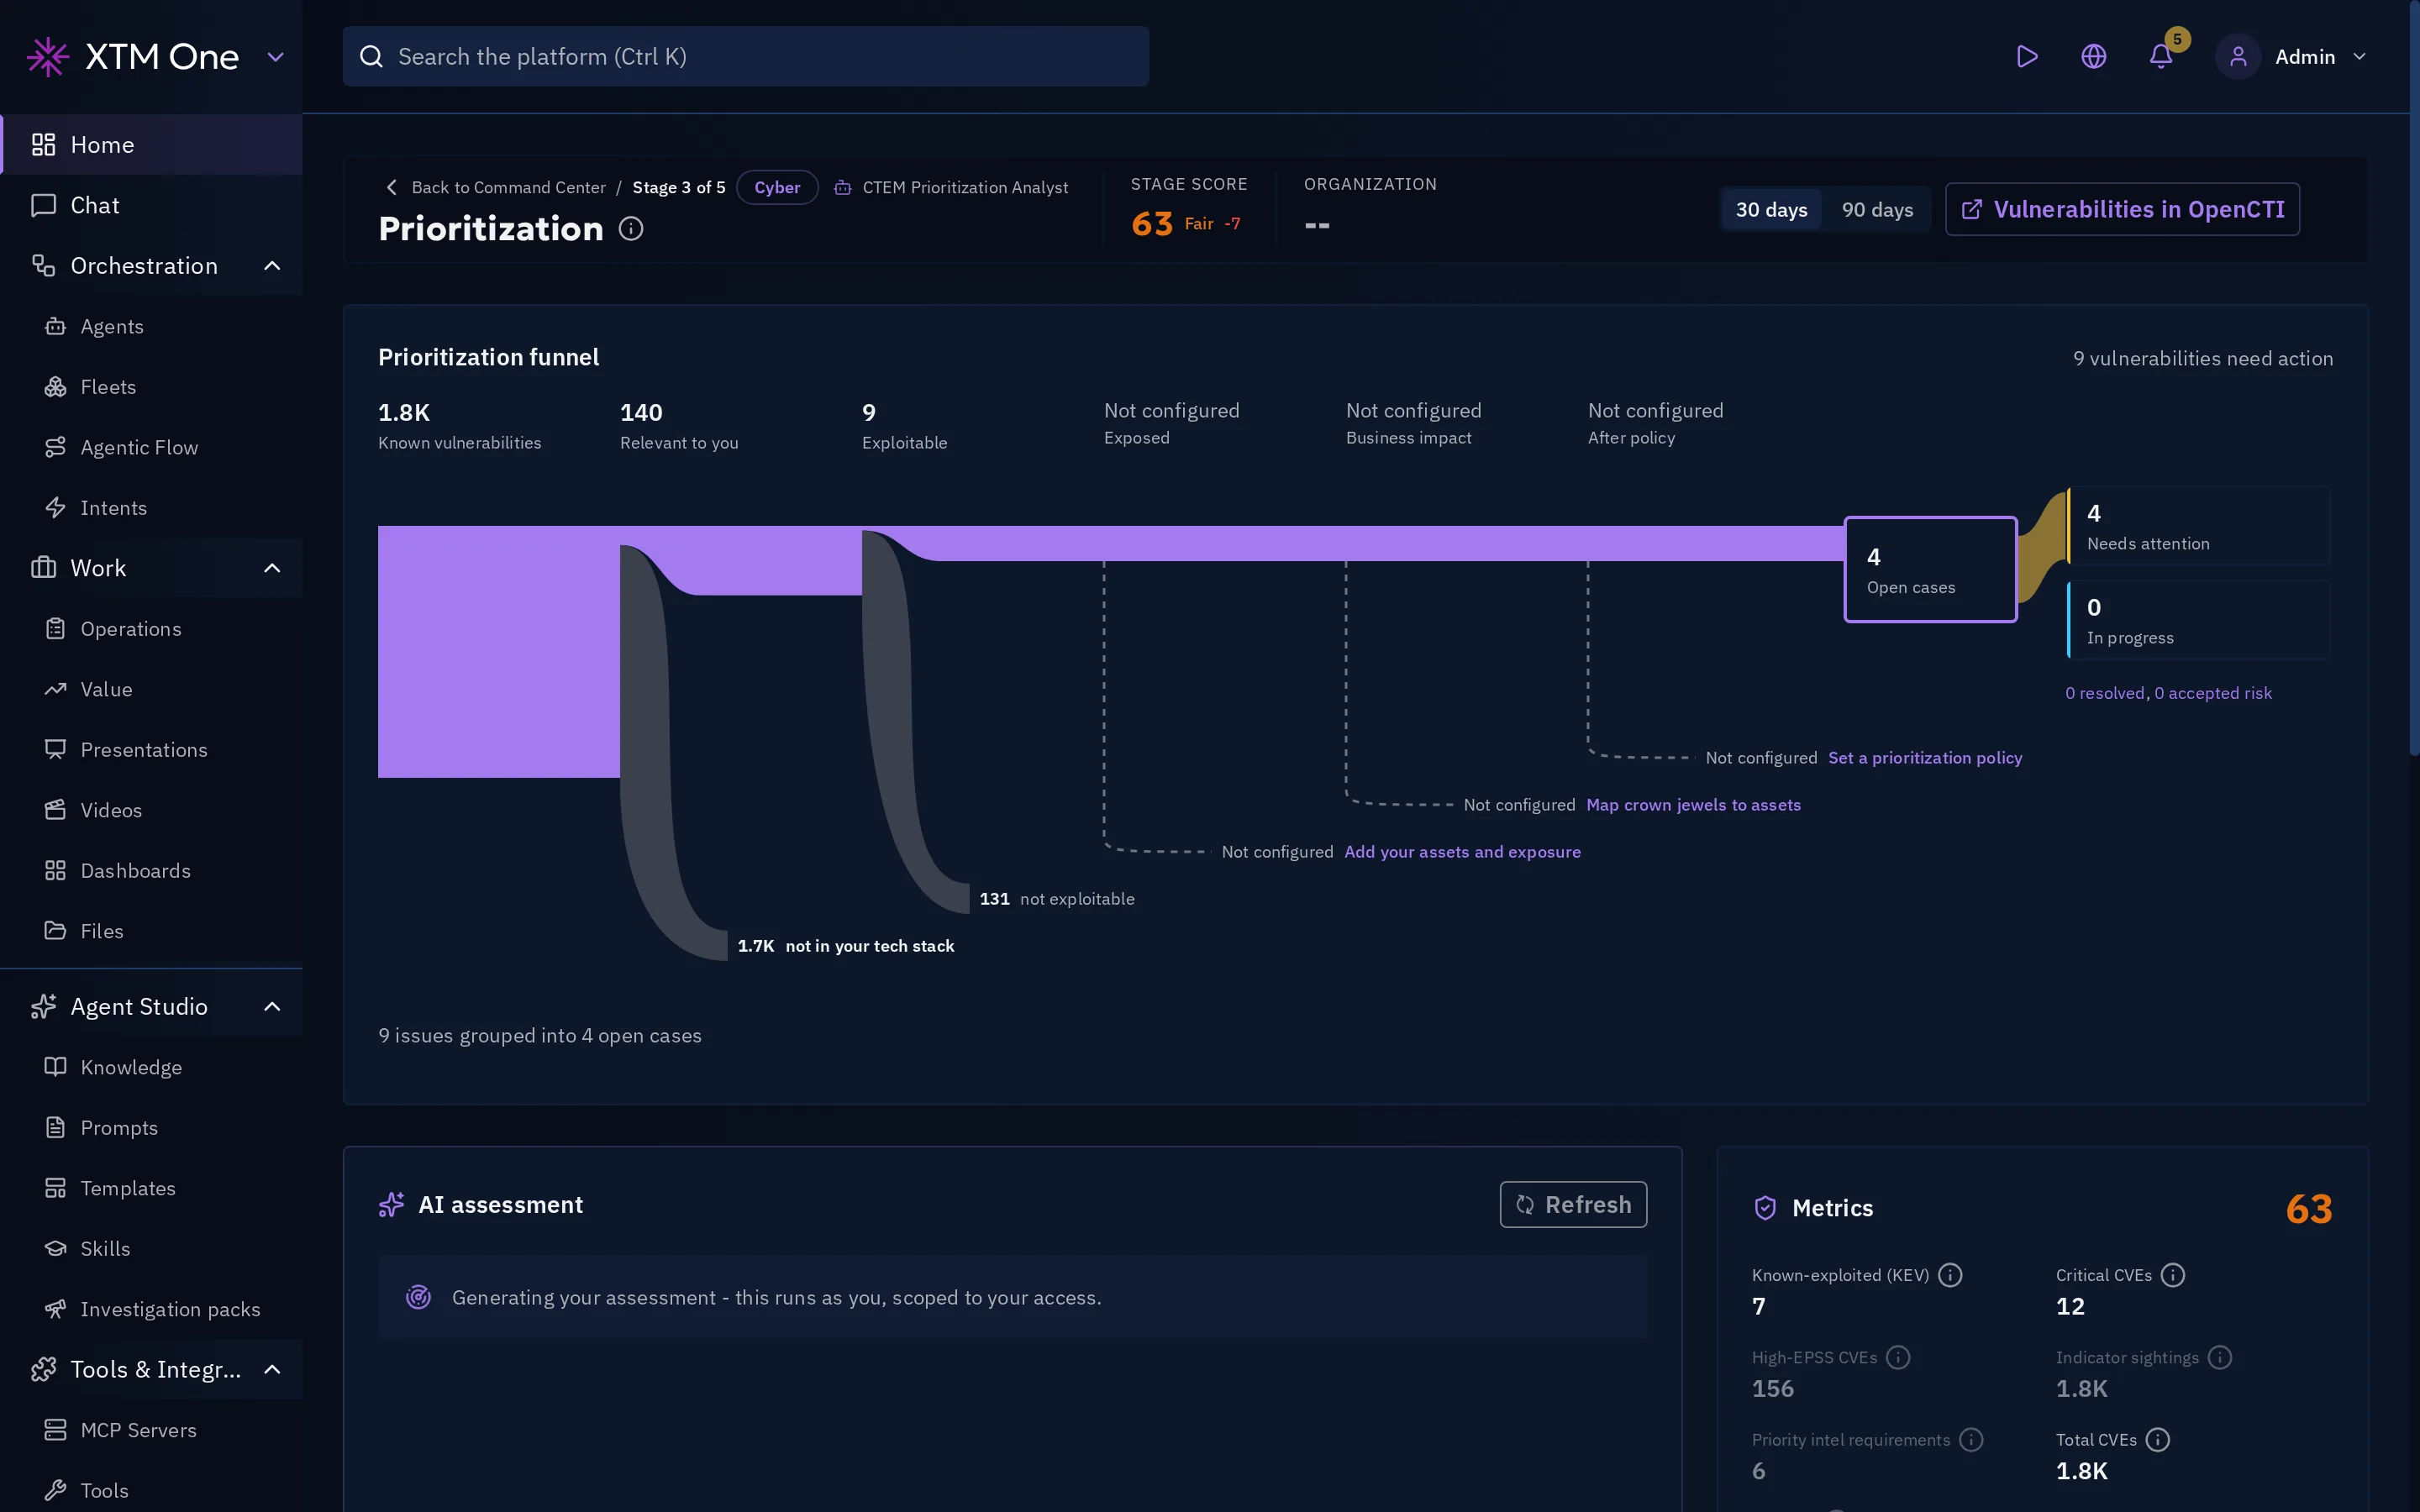 XTM One
Search the platform (Ctrl K)
5
Admin
Home
Chat
Orchestration
Agents
Fleets
Agentic Flow
Intents
Work
Operations
Value
Presentations
Videos
Dashboards
Files
Agent Studio
Knowledge
Prompts
Templates
Skills
Investigation packs
Tools & Integr...
MCP Servers
Tools
Back to Command Center / Stage 3 of 5 Cyber CTEM Prioritization Analyst
Prioritization
STAGE SCORE
63 Fair -7
ORGANIZATION
--
30 days 90 days Vulnerabilities in OpenCTI
Prioritization funnel
9 vulnerabilities need action
1.8K
Known vulnerabilities
140
Relevant to you
9
Exploitable
Not configured
Exposed
Not configured
Business impact
Not configured
After policy
4
Open cases
4
Needs attention
0
In progress
0 resolved, 0 accepted risk
Not configured Set a prioritization policy
Not configured Map crown jewels to assets
Not configured Add your assets and exposure
131 not exploitable
1.7K not in your tech stack
9 issues grouped into 4 open cases
AI assessment
Refresh
Generating your assessment - this runs as you, scoped to your access.
Metrics
63
Known-exploited (KEV)
7
Critical CVEs
12
High-EPSS CVEs
156
Indicator sightings
1.8K
Priority intel requirements
6
Total CVEs
1.8K